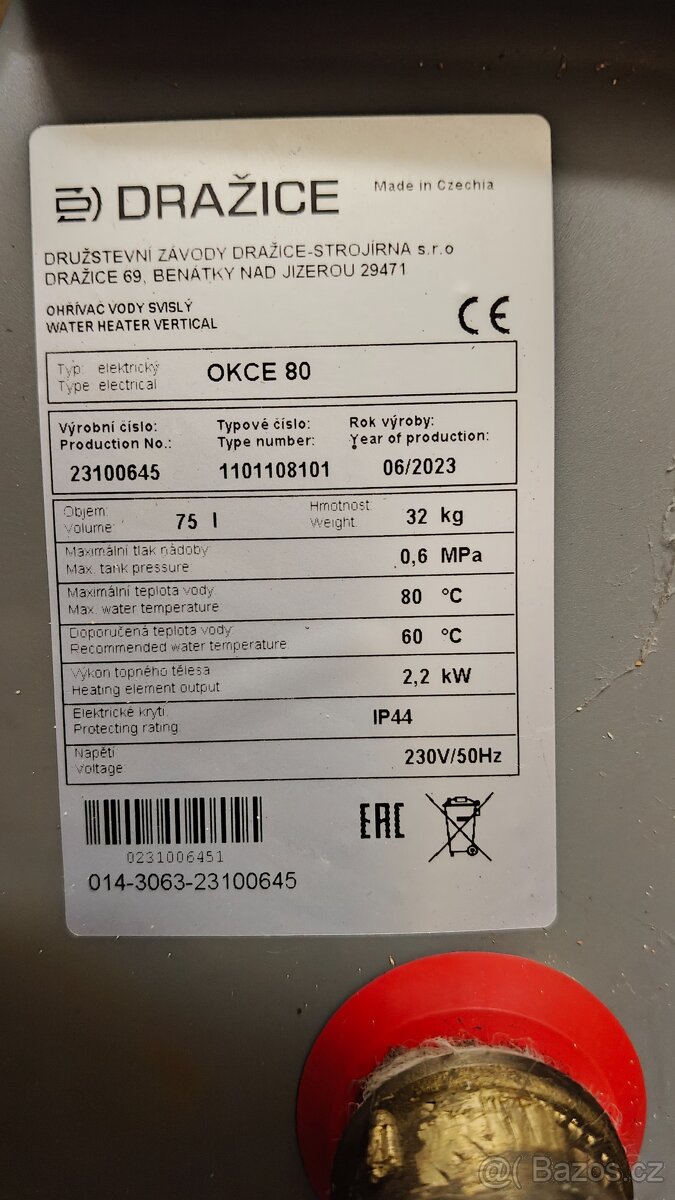 DRAŽICE
Made in Czechia
DRUŽSTEVNÍ ZÁVODY DRAŽICE-STROJÍRNA s.r.o
DRAŽICE 69, BENÁTKY NAD JIZEROU 29471
OHŘÍVAČ VODY SVISLÝ
WATER HEATER VERTICAL
CE
Typ: elektrický
Type: electrical
OKCE 80
Výrobní číslo: Typové číslo: Rok výroby:
Production No.: Type number: Year of production:
23100645 1101108101 06/2023
Objem: Hmotnost:
Volume: 75 l Weight: 32 kg
Maximální tlak nádoby
Max. tank pressure
0,6 MPa
Maximální teplota vody
Max. water temperature
80 °C
Doporučená teplota vody:
Recommended water temperature:
60 °C
Výkon topného tělesa
Heating element output
2,2 kW
Elektrické krytí
Protecting rating:
IP44
Napětí
Voltage
230V/50Hz
EAC
0231006451
014-3063-23100645
@( Bazos.cz